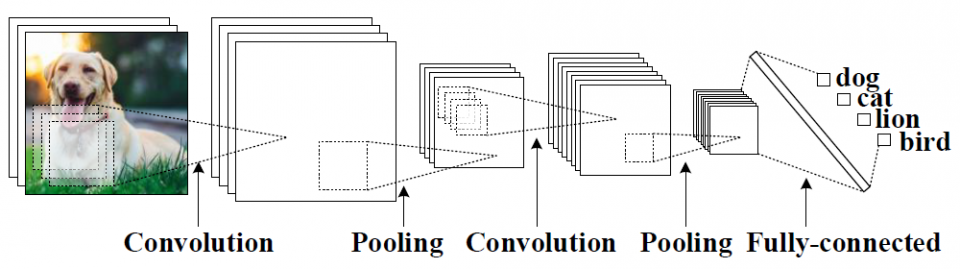 dog
cat
lion
bird
Convolution Pooling Convolution Pooling Fully-connected